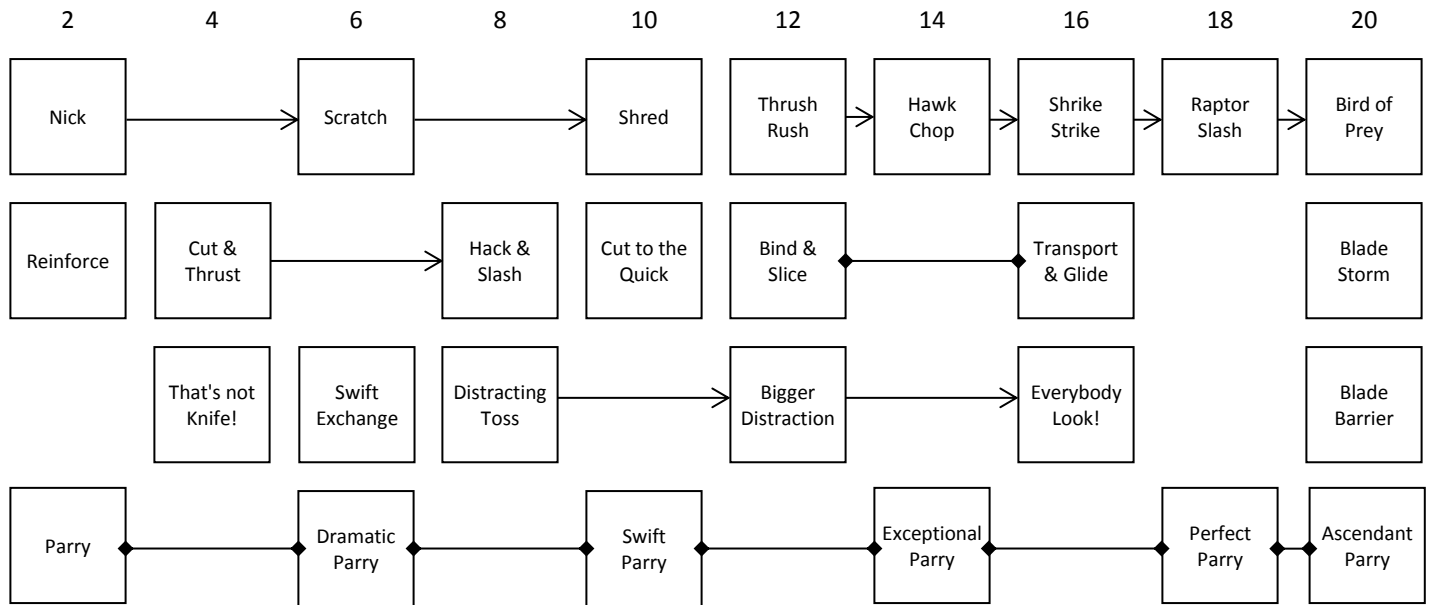 2 4 6 8 10 12 14 16 18 20
Nick
Scratch
Shred
Thrush
Rush
Hawk
Chop
Shrike
Strike
Raptor
Slash
Bird of
Prey
Reinforce
Cut &
Thrust
Hack &
Slash
Cut to the
Quick
Bind &
Slice
Transport
& Glide
Blade
Storm
That's not
Knife!
Swift
Exchange
Distracting
Toss
Bigger
Distraction
Everybody
Look!
Blade
Barrier
Parry
Dramatic
Parry
Swift
Parry
Exceptional
Parry
Perfect
Parry
Ascendant
Parry